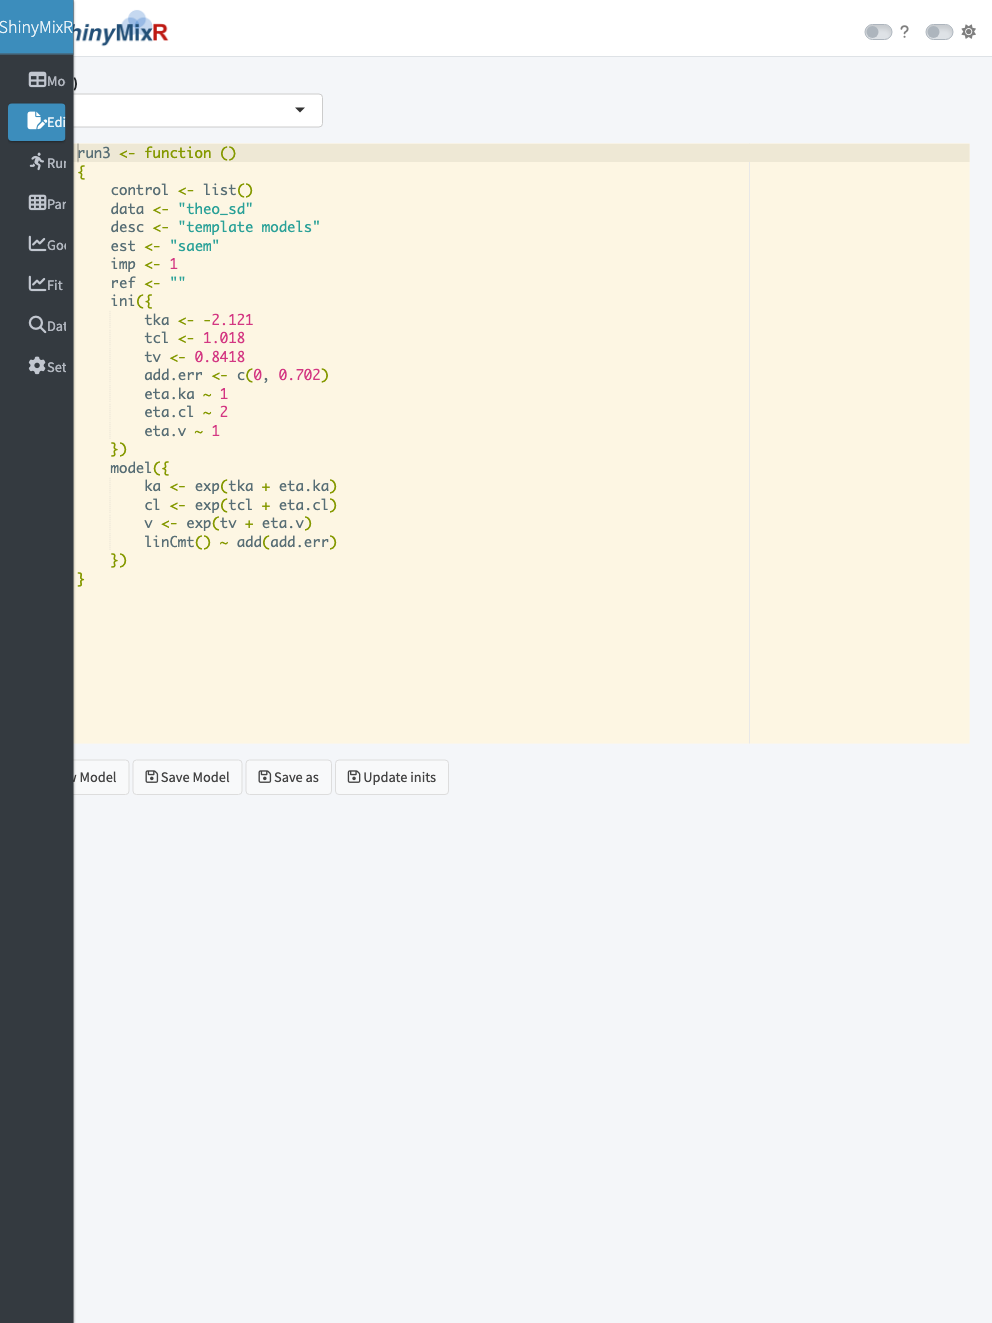 ShinyMixR
hinyMixR
?
Mo
)
Edi
Run
Par
Goo
Fit
Dat
Set
run3 <- function ()
{
    control <- list()
    data <- "theo_sd"
    desc <- "template models"
    est <- "saem"
    imp <- 1
    ref <- ""
    ini({
        tka <- -2.121
        tcl <- 1.018
        tv <- 0.8418
        add.err <- c(0, 0.702)
        eta.ka ~ 1
        eta.cl ~ 2
        eta.v ~ 1
    })
    model({
        ka <- exp(tka + eta.ka)
        cl <- exp(tcl + eta.cl)
        v <- exp(tv + eta.v)
        linCmt() ~ add(add.err)
    })
}
Model Save Model Save as Update inits